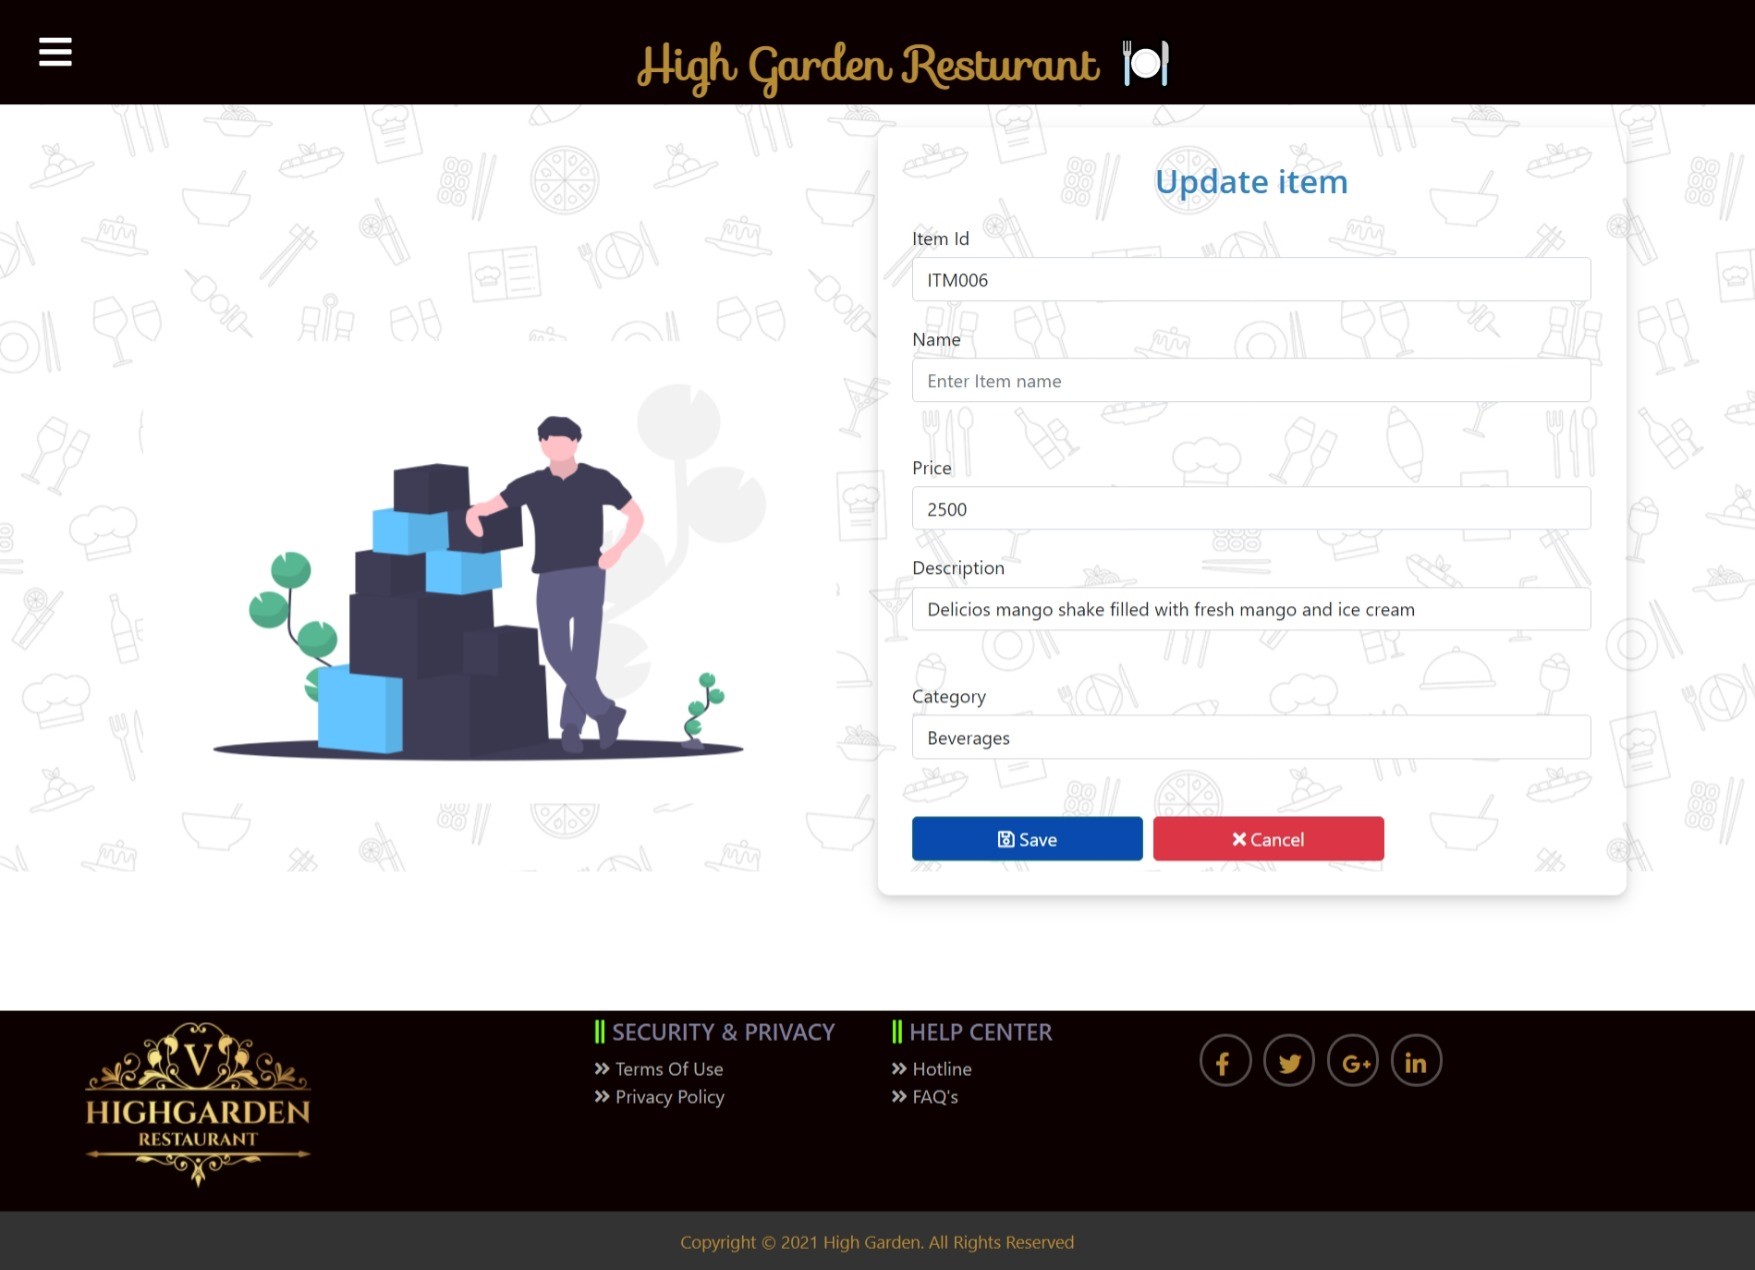 High Garden Resturant
Update item
Item Id
ITM006
Name
Enter Item name
Price
2500
Description
Delicios mango shake filled with fresh mango and ice cream
Category
Beverages
Save
Cancel
V
HIGHGARDEN
RESTAURANT
SECURITY & PRIVACY
Terms Of Use
Privacy Policy
HELP CENTER
Hotline
FAQ's
Copyright © 2021 High Garden. All Rights Reserved